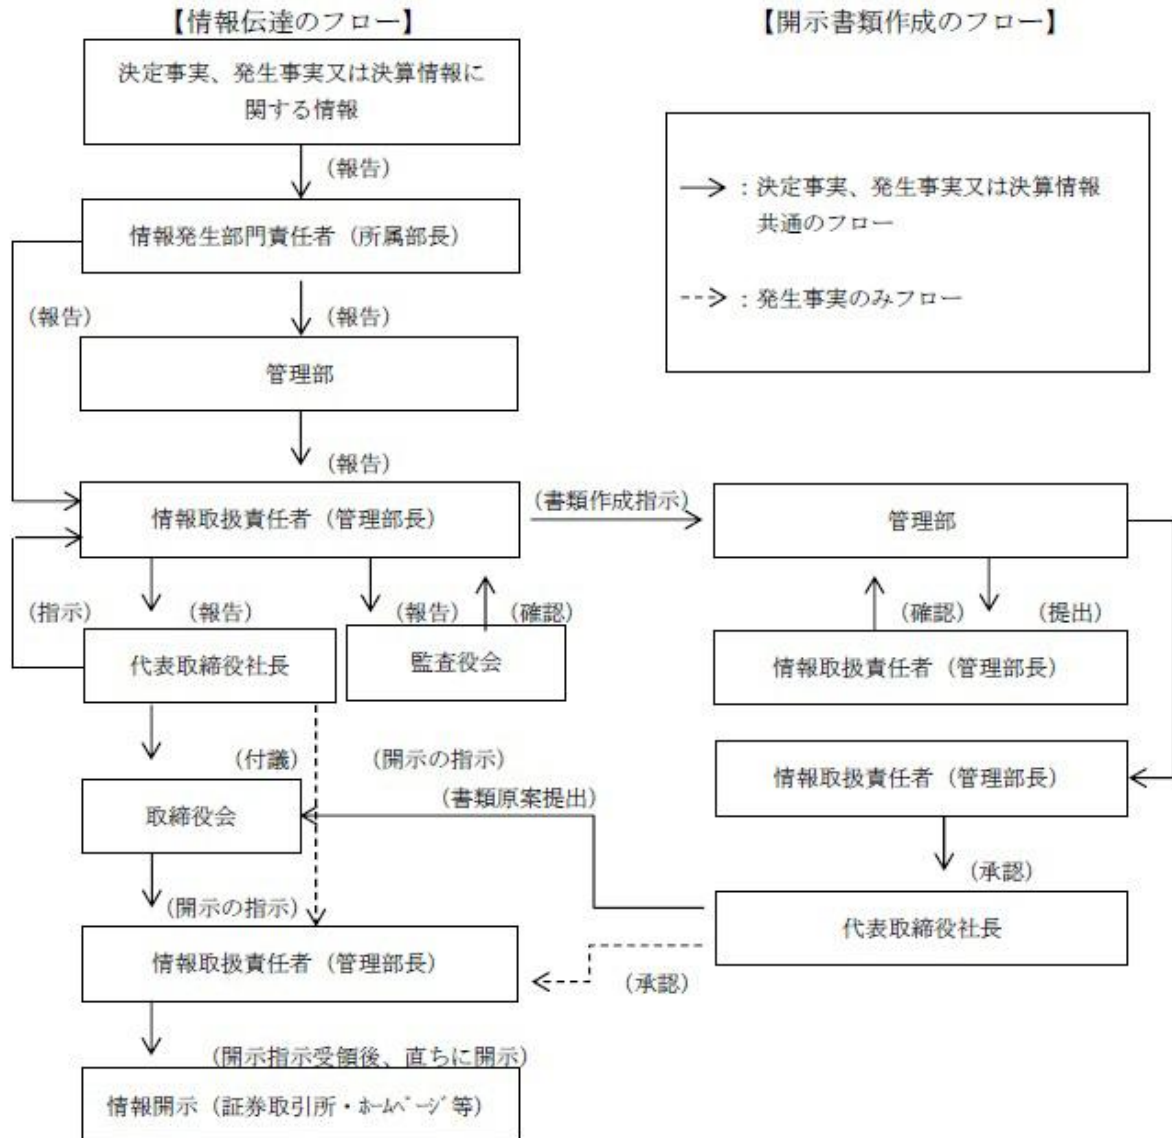 【情報伝達のフロー】
【開示書類作成のフロー】
決定事実、発生事実又は決算情報に
関する情報
(報告)
情報発生部門責任者（所属部長）
(報告)
(報告)
管理部
(報告)
→ ：決定事実、発生事実又は決算情報
共通のフロー
--> ：発生事実のみフロー
情報取扱責任者（管理部長）
(書類作成指示)
管理部
(指示)
(報告)
(報告)
(確認)
(確認)
(提出)
代表取締役社長
監査役会
情報取扱責任者（管理部長）
(付議)
(開示の指示)
(書類原案提出)
情報取扱責任者（管理部長）
取締役会
(承認)
(開示の指示)
代表取締役社長
情報取扱責任者（管理部長）
(承認)
(開示指示受領後、直ちに開示)
情報開示（証券取引所・ﾎｰﾑﾍﾟｰｼﾞ等）